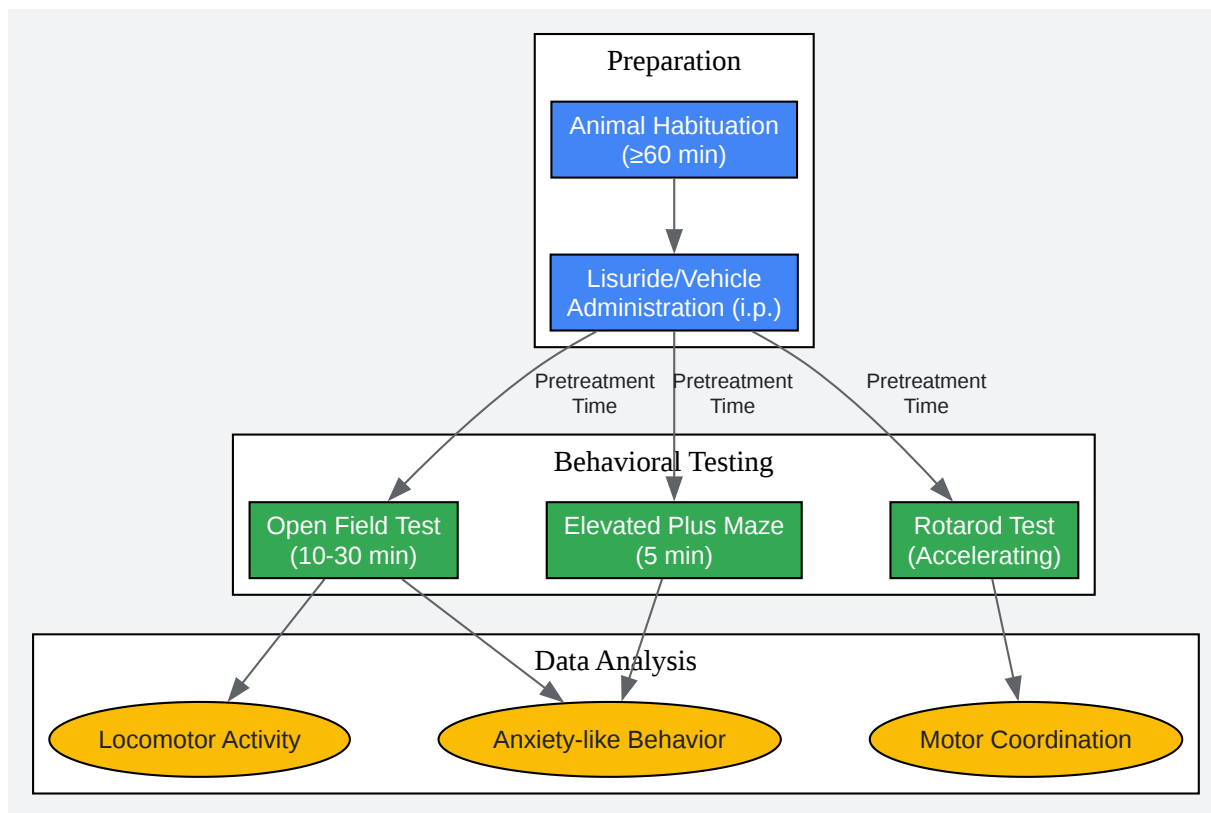 Preparation
Animal Habituation
(≥60 min)
Lisuride/Vehicle
Administration (i.p.)
Pretreatment
Time
Pretreatment
Time
Pretreatment
Time
Behavioral Testing
Open Field Test
(10-30 min)
Elevated Plus Maze
(5 min)
Rotarod Test
(Accelerating)
Data Analysis
Locomotor Activity
Anxiety-like Behavior
Motor Coordination